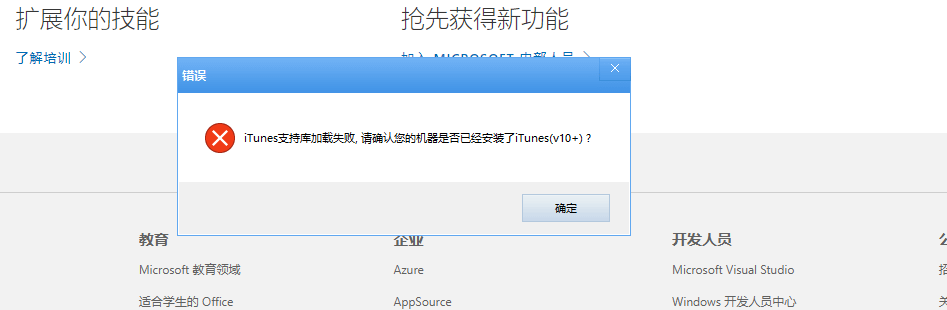 扩展你的技能
抢先获得新功能
了解培训
加入 MICROSOFT 内部人员
错误
iTunes支持库加载失败, 请确认您的机器是否已经安装了iTunes(v10+) ?
确定
教育
企业
开发人员
Microsoft 教育领域
Azure
Microsoft Visual Studio
招
适合学生的 Office
AppSource
Windows 开发人员中心